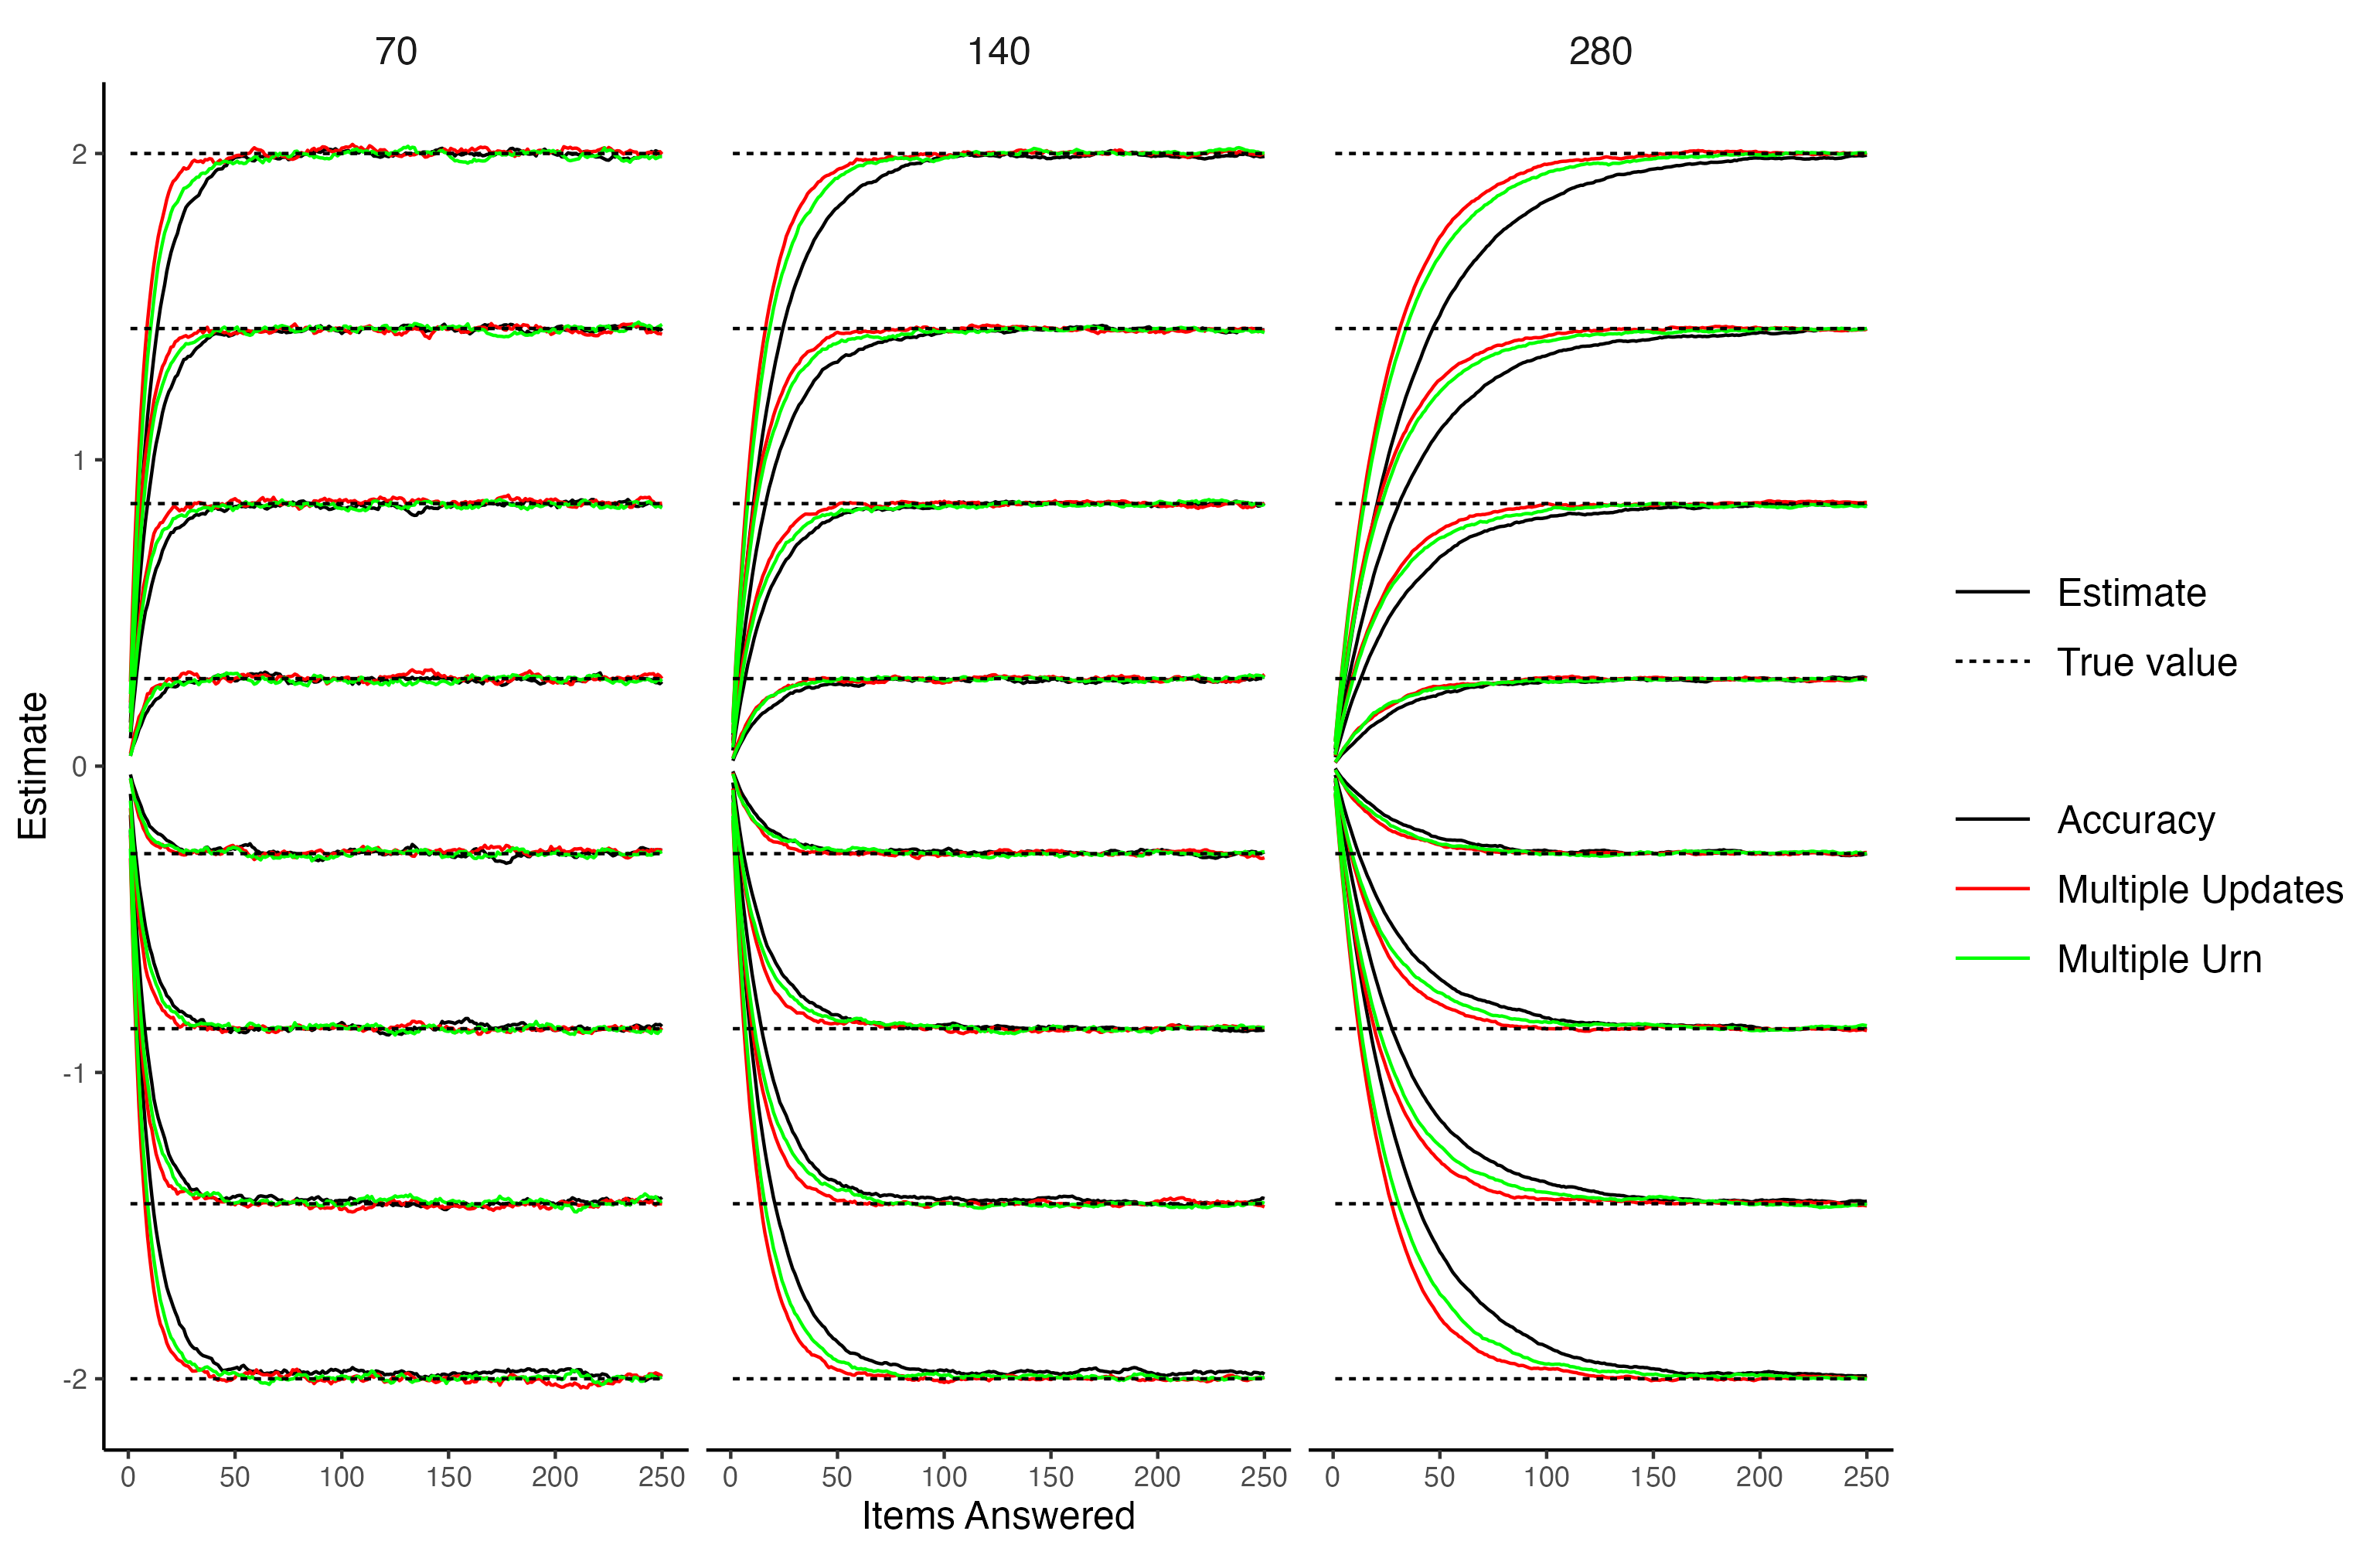 70 140 280
2
1
0
-1
-2
Estimate
0 50 100 150 200 250 0 50 100 150 200 250 0 50 100 150 200 250
Items Answered
Estimate
True value
Accuracy
Multiple Updates
Multiple Urn